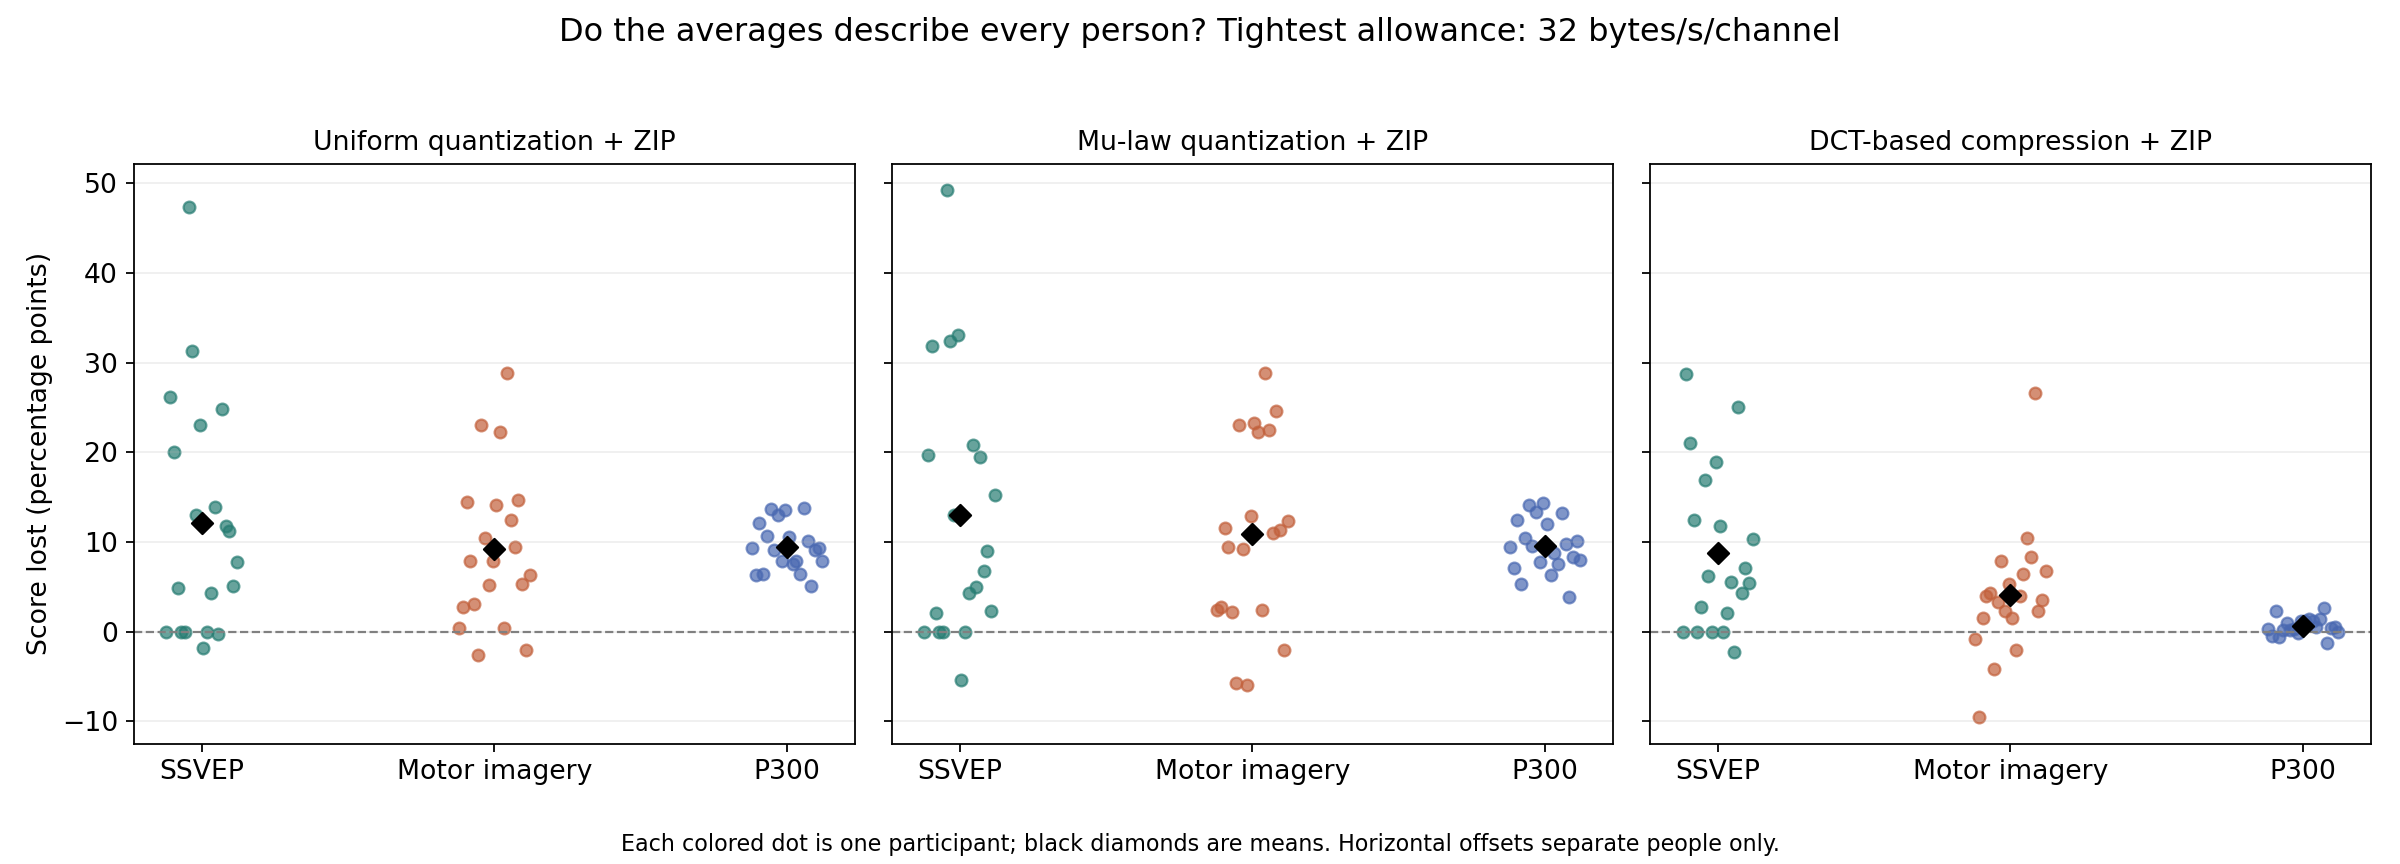 Do the averages describe every person? Tightest allowance: 32 bytes/s/channel
Uniform quantization + ZIP
Mu-law quantization + ZIP
DCT-based compression + ZIP
Score lost (percentage points)
50
40
30
20
10
0
−10
SSVEP
Motor imagery
P300
SSVEP
Motor imagery
P300
SSVEP
Motor imagery
P300
Each colored dot is one participant; black diamonds are means. Horizontal offsets separate people only.